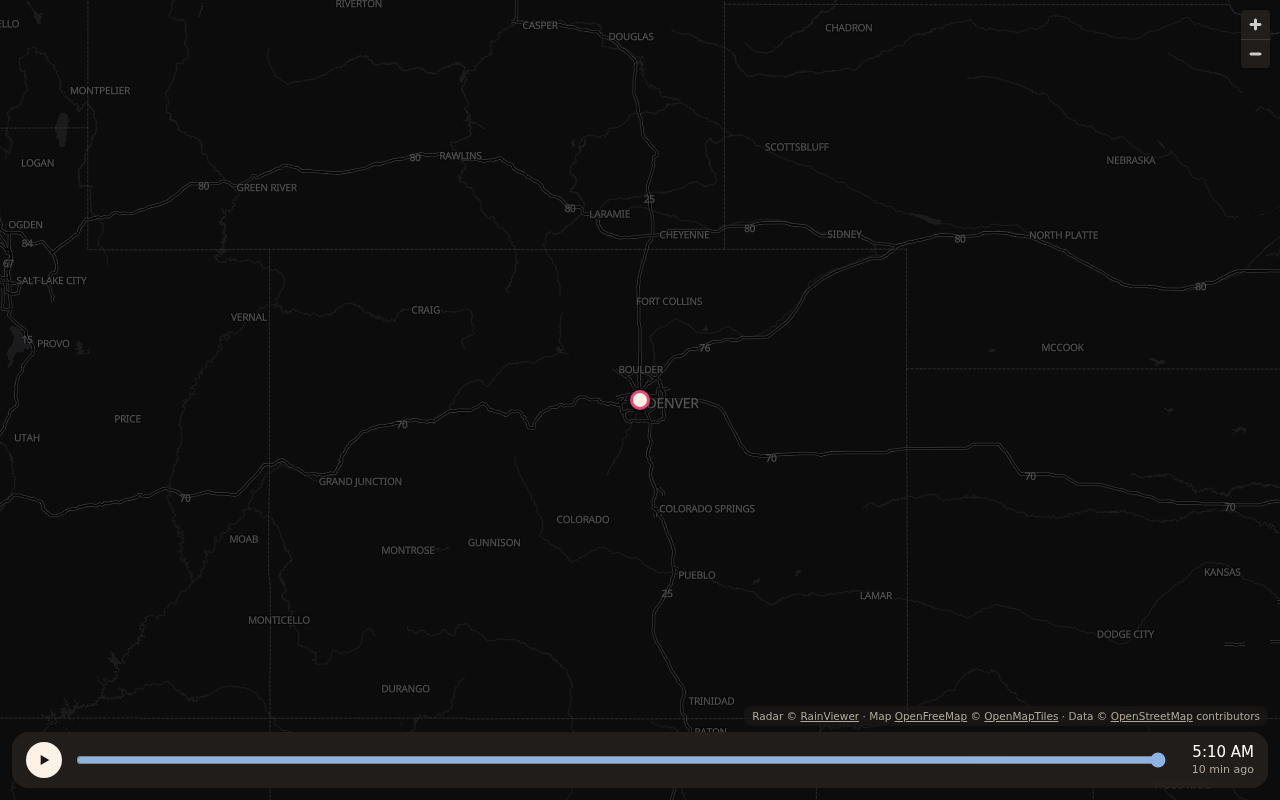 RIVERTON
CASPER
DOUGLAS
CHADRON
MONTPELIER
LOGAN
80
RAWLINS
SCOTTSBLUFF
NEBRASKA
80
GREEN RIVER
25
80
LARAMIE
OGDEN
84
CHEYENNE
80
SIDNEY
80
NORTH PLATTE
67
SALT LAKE CITY
80
FORT COLLINS
VERNAL
CRAIG
15
PROVO
76
MCCOOK
BOULDER
DENVER
PRICE
70
UTAH
70
GRAND JUNCTION
70
70
70
COLORADO SPRINGS
COLORADO
MOAB
MONTROSE
GUNNISON
PUEBLO
KANSAS
25
LAMAR
MONTICELLO
DODGE CITY
DURANGO
TRINIDAD
Radar © RainViewer · Map OpenFreeMap © OpenMapTiles · Data © OpenStreetMap contributors
RATON
5:10 AM
10 min ago